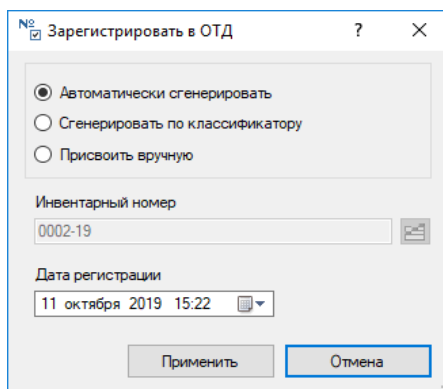 № Зарегистрировать в ОТД ?
Автоматически сгенерировать
Сгенерировать по классификатору
Присвоить вручную
Инвентарный номер
0002-19
Дата регистрации
11 октября 2019 15:22
Применить Отмена